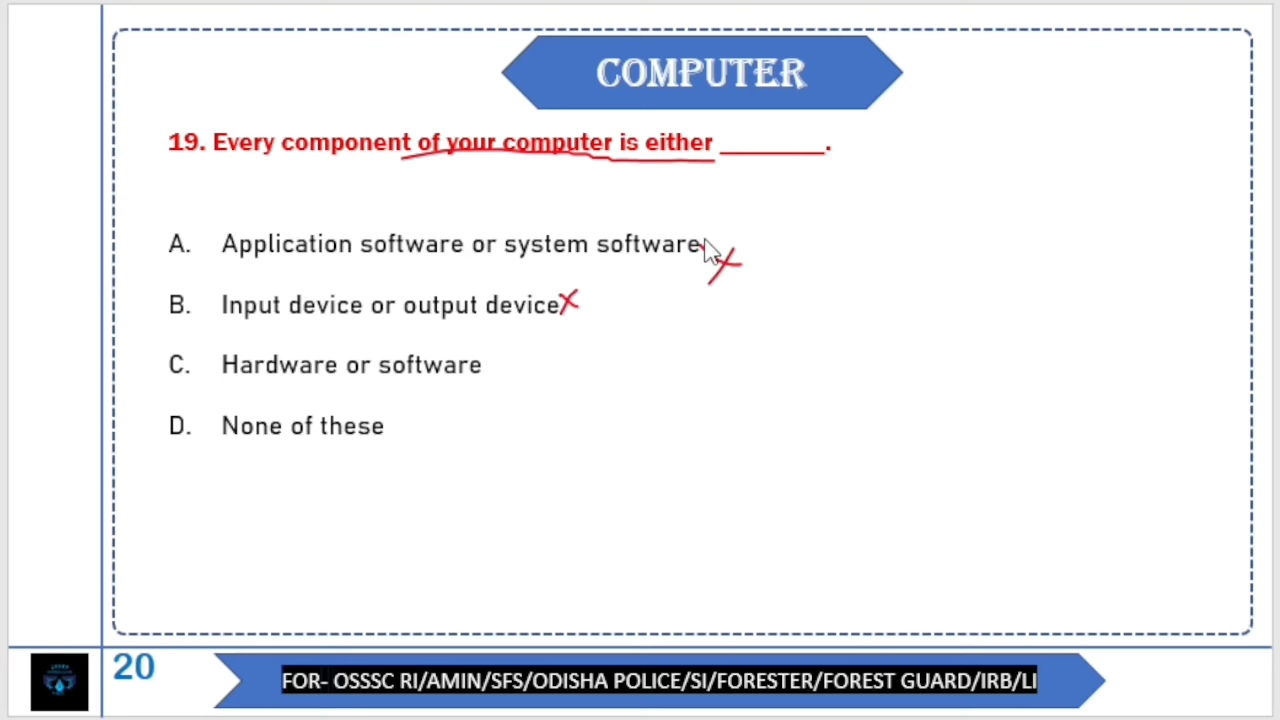 COMPUTER
19. Every component of your computer is either ________.
A. Application software or system software
B. Input device or output device
C. Hardware or software
D. None of these
20
FOR- OSSSC RI/AMIN/SFS/ODISHA POLICE/SI/FORESTER/FOREST GUARD/IRB/LI